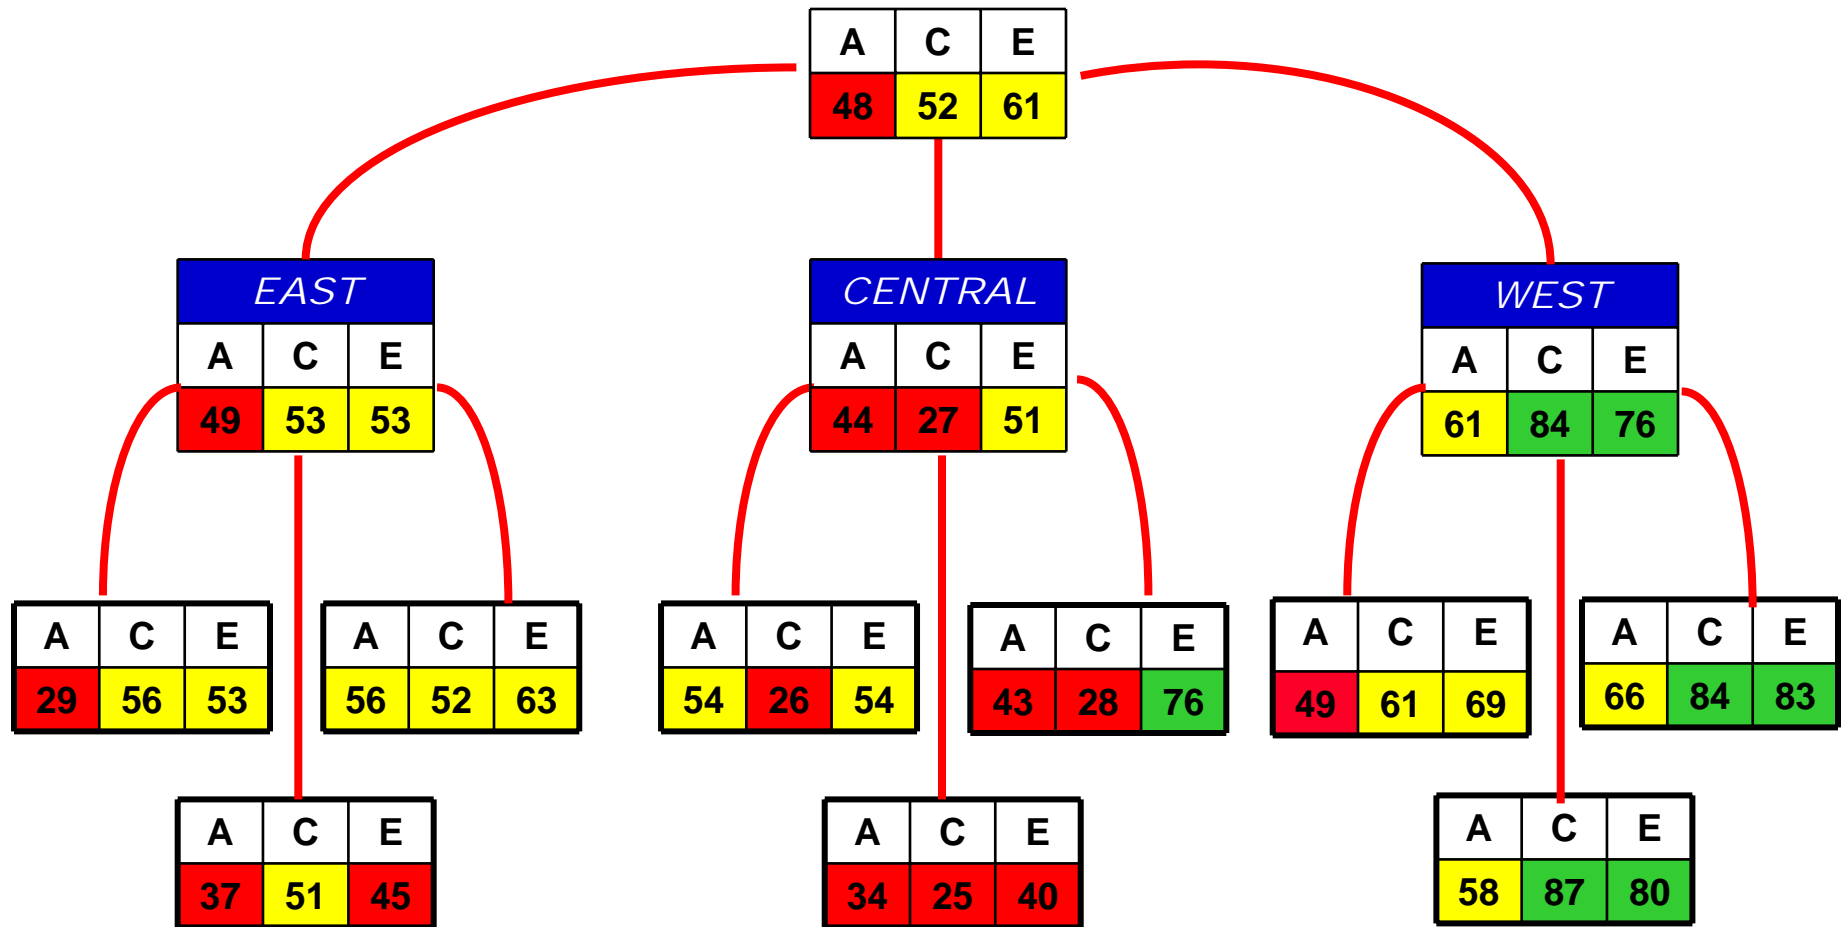 A C E
48 52 61
EAST
A C E
49 53 53
CENTRAL
A C E
44 27 51
WEST
A C E
61 84 76
A C E
29 56 53
A C E
56 52 63
A C E
54 26 54
A C E
43 28 76
A C E
49 61 69
A C E
66 84 83
A C E
37 51 45
A C E
34 25 40
A C E
58 87 80